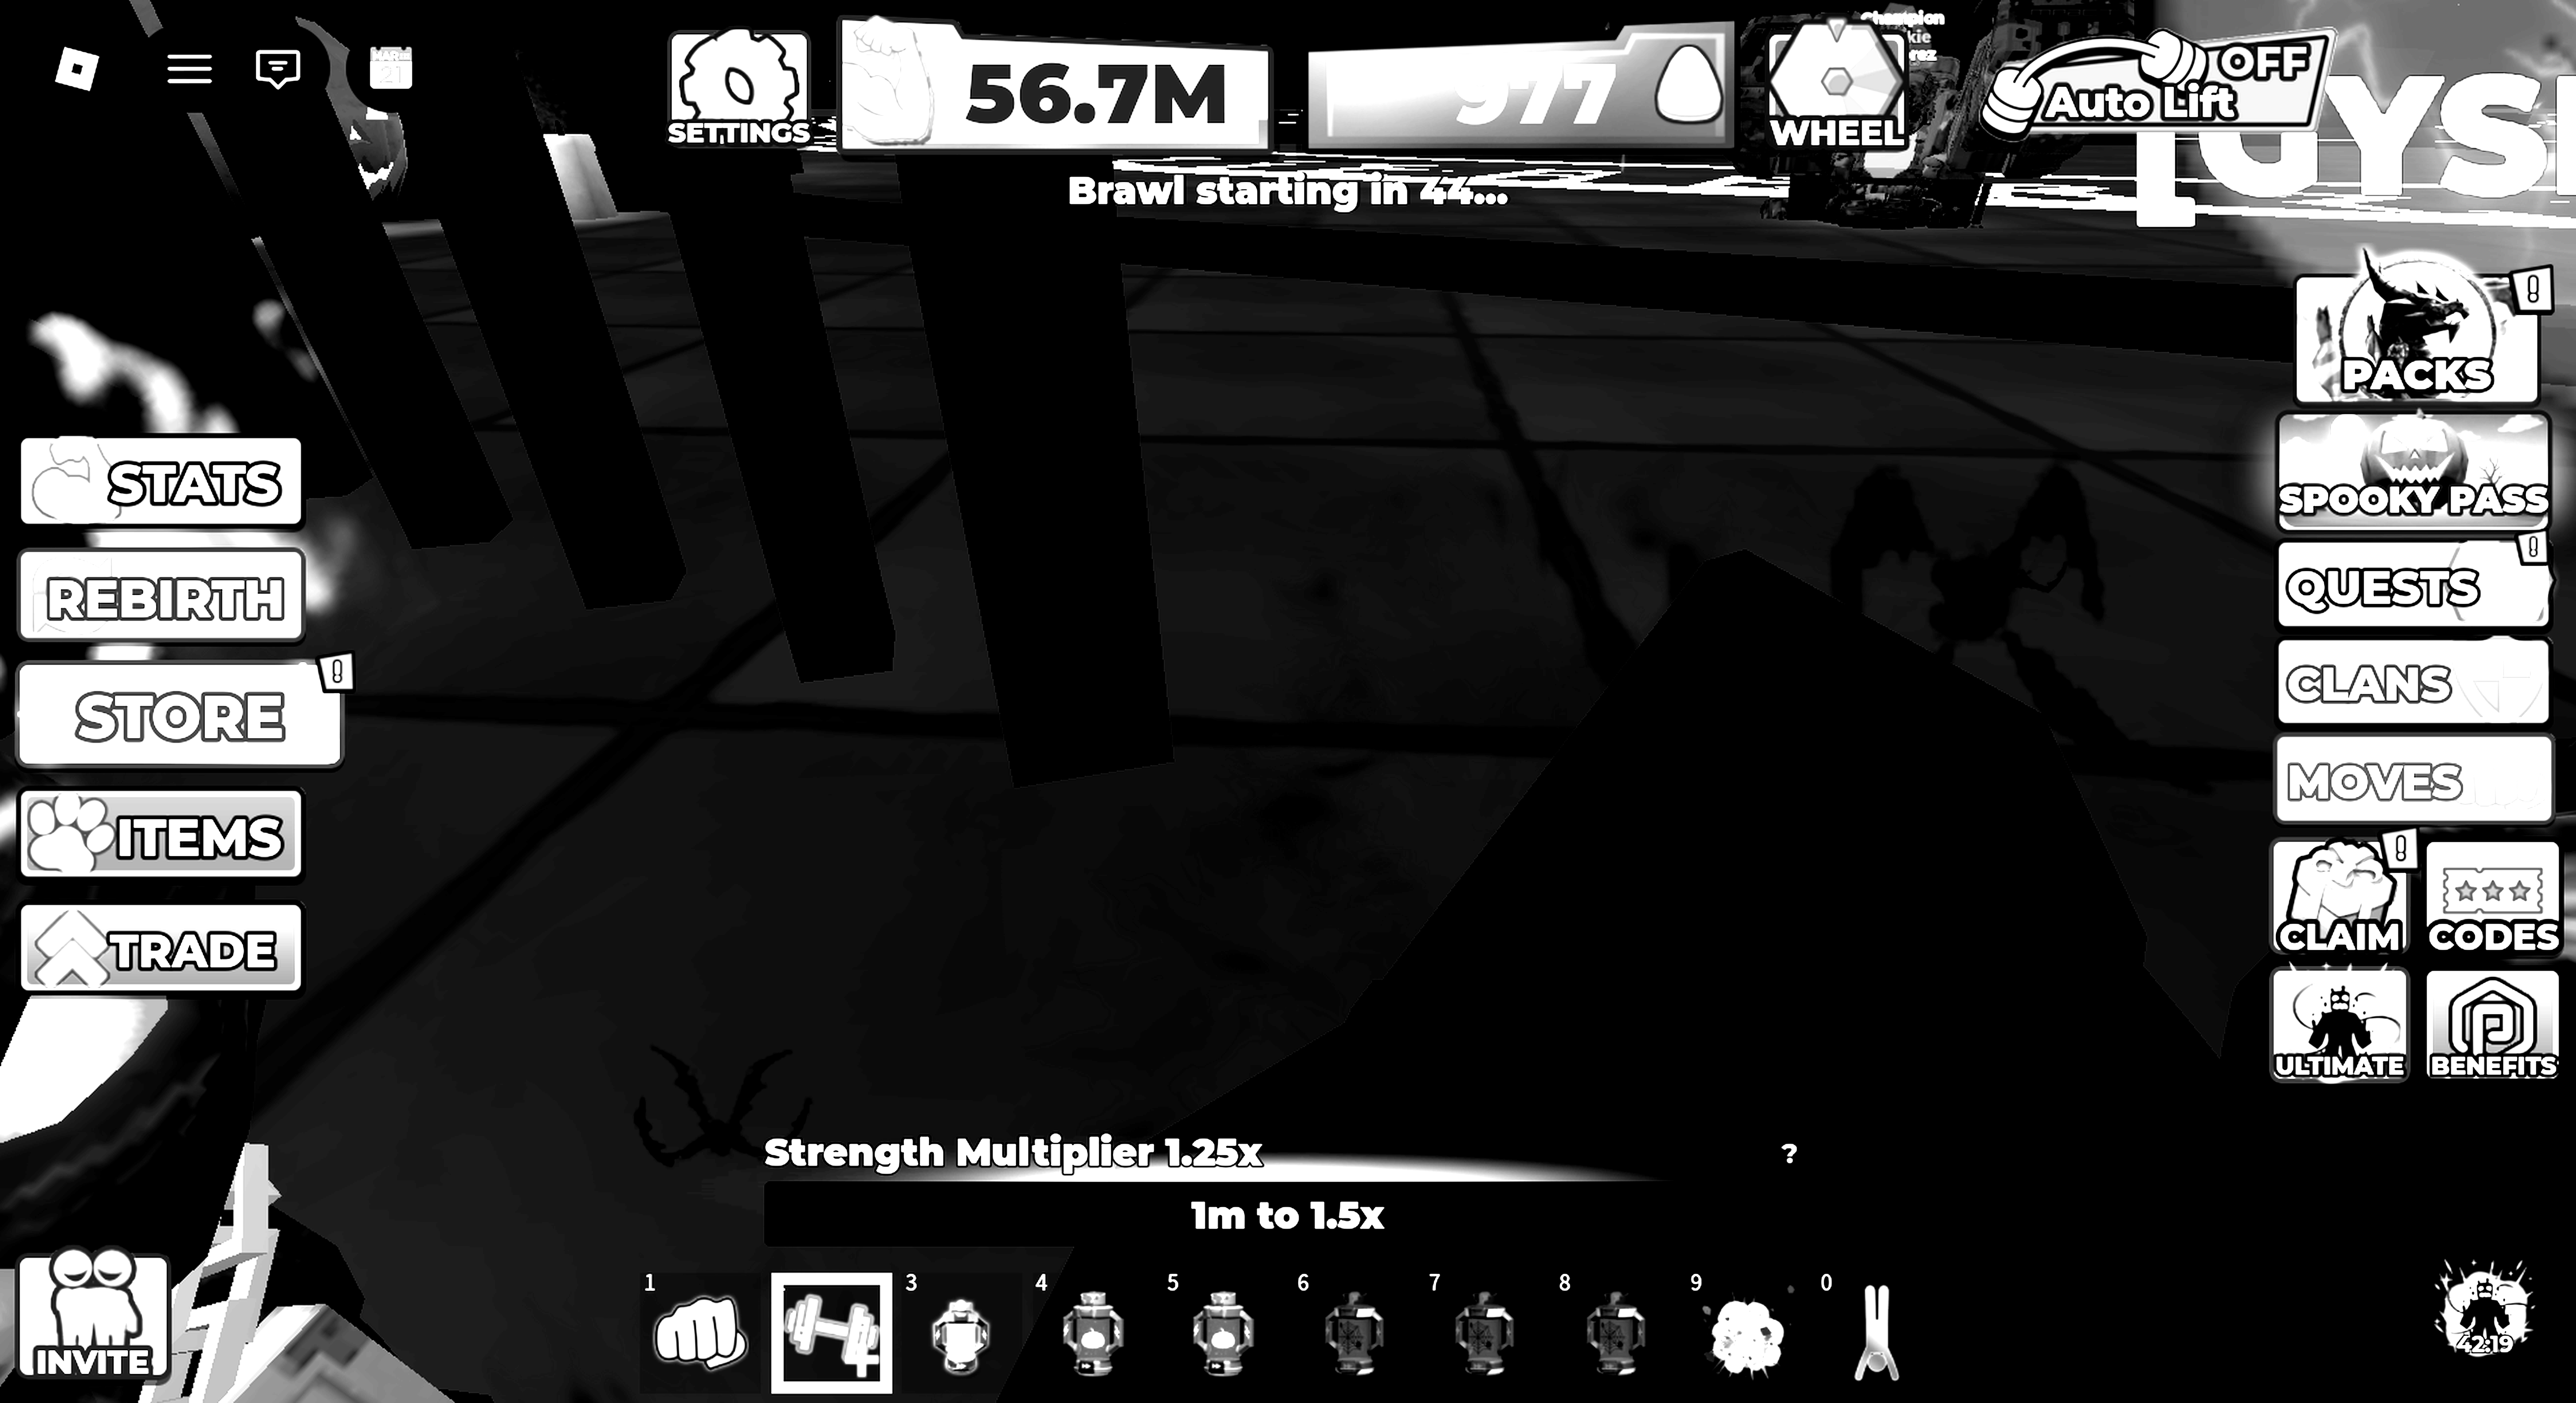 SETTINGS
56.7M
977
WHEEL
Champion
OFF
Auto Lift
Brawl starting in 44...
PACKS
SPOOKY PASS
QUESTS
CLANS
MOVES
CLAIM
CODES
ULTIMATE
BENEFITS
STATS
REBIRTH
STORE
ITEMS
TRADE
INVITE
Strength Multiplier 1.25x
?
1m to 1.5x
1
3
4
5
6
7
8
9
0
42:19
21